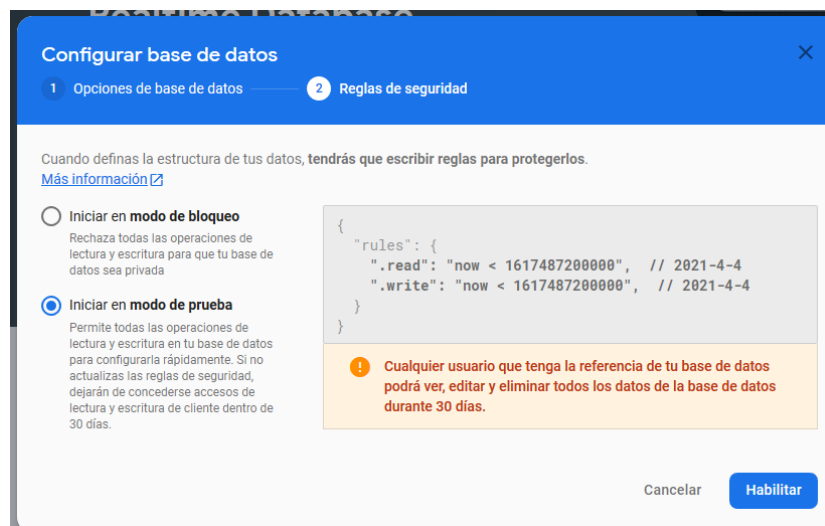 Realtime Database
Configurar base de datos
1 Opciones de base de datos 2 Reglas de seguridad
Cuando definas la estructura de tus datos, tendrás que escribir reglas para protegerlos.
Más información
Iniciar en modo de bloqueo
Rechaza todas las operaciones de
lectura y escritura para que tu base de
datos sea privada
Iniciar en modo de prueba
Permite todas las operaciones de
lectura y escritura en tu base de datos
para configurarla rápidamente. Si no
actualizas las reglas de seguridad,
dejarán de concederse accesos de
lectura y escritura de cliente dentro de
30 días.
{
"rules": {
".read": "now < 1617487200000", // 2021-4-4
".write": "now < 1617487200000", // 2021-4-4
}
}
! Cualquier usuario que tenga la referencia de tu base de datos
podrá ver, editar y eliminar todos los datos de la base de datos
durante 30 días.
Cancelar Habilitar